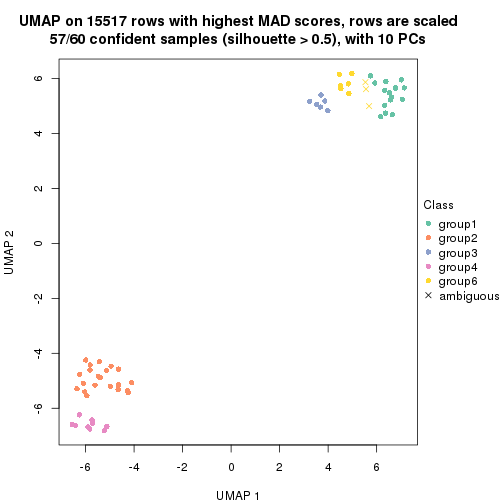 UMAP on 15517 rows with highest MAD scores, rows are scaled
57/60 confident samples (silhouette > 0.5), with 10 PCs
6
4
2
0
-2
-4
-6
UMAP 2
-6
-4
-2
0
2
4
6
UMAP 1
Class
group1
group2
group3
group4
group6
ambiguous